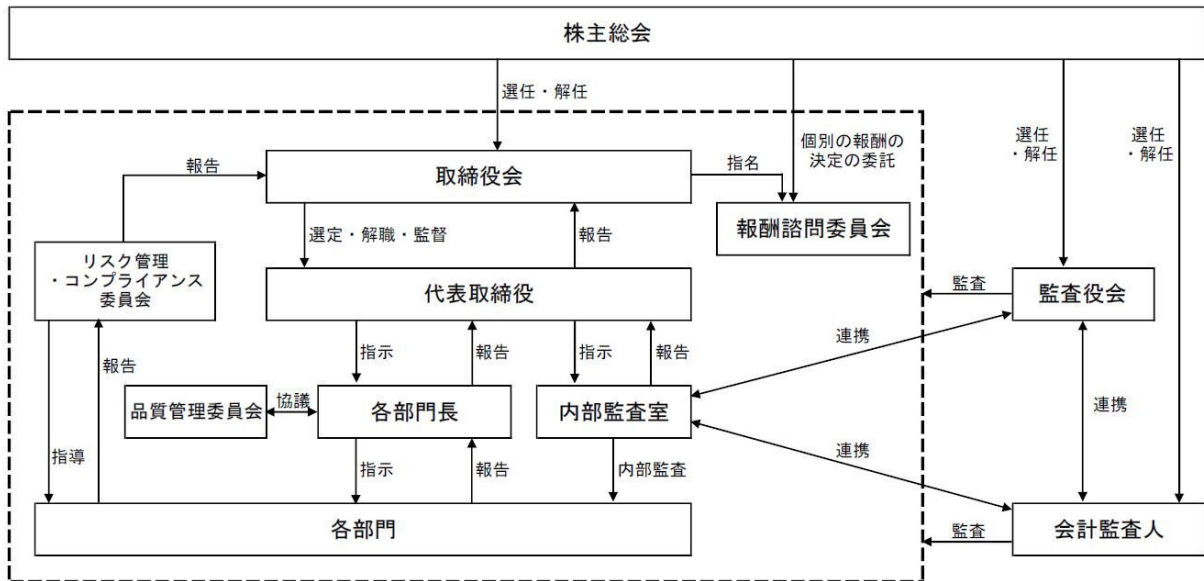 株主総会
選任・解任
個別の報酬の
決定の委託
選任
・解任
選任
・解任
報告
取締役会
指名
報酬諮問委員会
選定・解職・監督
報告
リスク管理
・コンプライアンス
委員会
代表取締役
監査
監査役会
連携
指示
報告
指示
報告
報告
品質管理委員会
協議
各部門長
内部監査室
連携
連携
指導
指示
報告
内部監査
各部門
監査
会計監査人